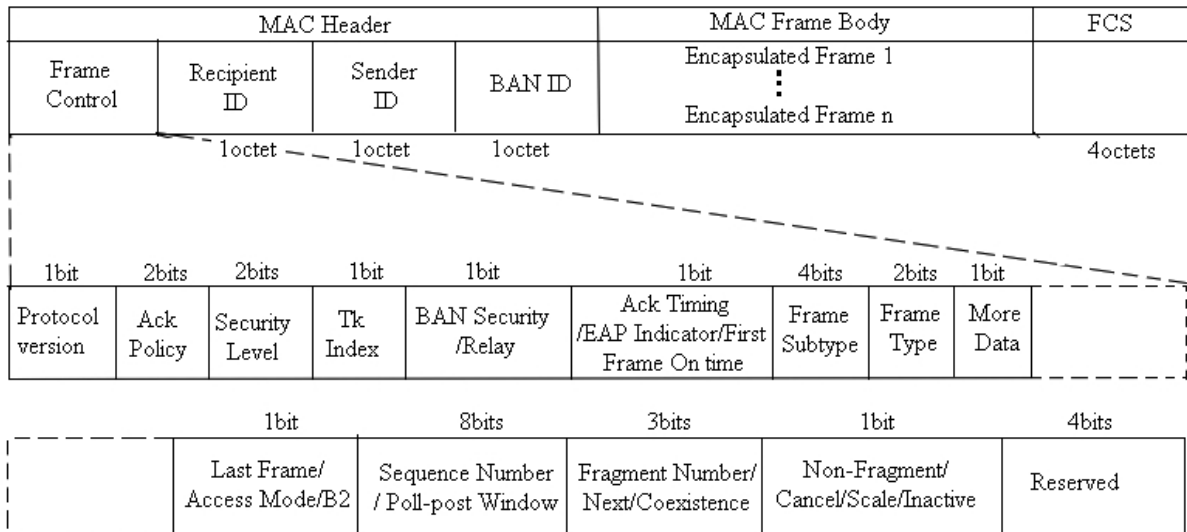 MAC Header MAC Frame Body FCS
Frame Control
Recipient ID
Sender ID
BAN ID
Encapsulated Frame 1
Encapsulated Frame n
1octet 1octet 1octet 4octets
1bit 2bits 2bits 1bit 1bit 1bit 4bits 2bits 1bit
Protocol version
Ack Policy
Security Level
Tk Index
BAN Security /Relay
Ack Timing /EAP Indicator/First Frame On time
Frame Subtype
Frame Type
More Data
1bit 8bits 3bits 1bit 4bits
Last Frame/ Access Mode/B2
Sequence Number / Poll-post Window
Fragment Number/ Next/Coexistence
Non-Fragment/ Cancel/Scale/Inactive
Reserved